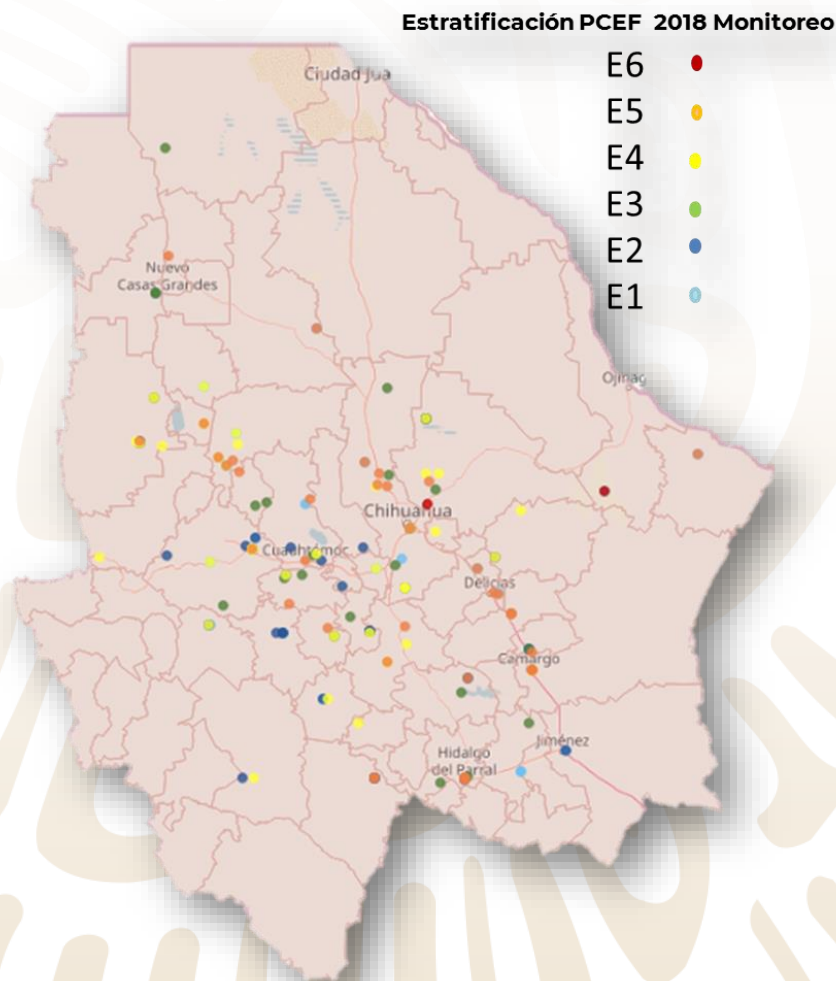 Estratificación PCEF 2018 Monitoreo
E6
E5
E4
E3
E2
E1
Ciudad Jua
Nuevo
Casas Grandes
Ojinag
Chihuahua
Cuauhtémoc
Delicias
Camargo
Jiménez
Hidalgo
del Parral